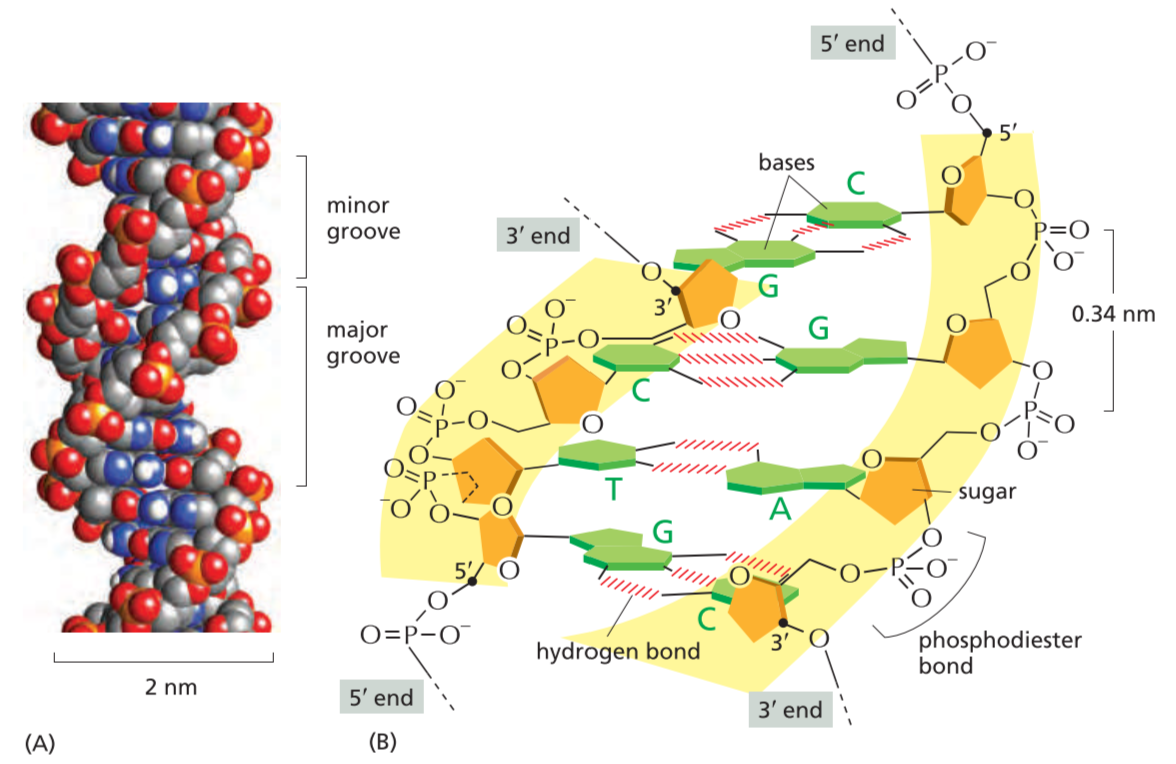 minor
groove
major
groove
2 nm
(A)
5′ end
O⁻
P
O
O
5′
bases
C
O
O
3′ end
P=O
O⁻
O
O
3′
G
O
0.34 nm
O⁻
O
P
O
O
G
O
C
O
O⁻
O
P
O
O
O
P
O
O
O⁻
O
O
P
⁻O
O
O
T
A
O
sugar
G
O
5′
O
O
O
P
O⁻
O
O
C
O=P–O⁻
hydrogen bond
3′
O
phosphodiester
bond
5′ end
3′ end
(B)